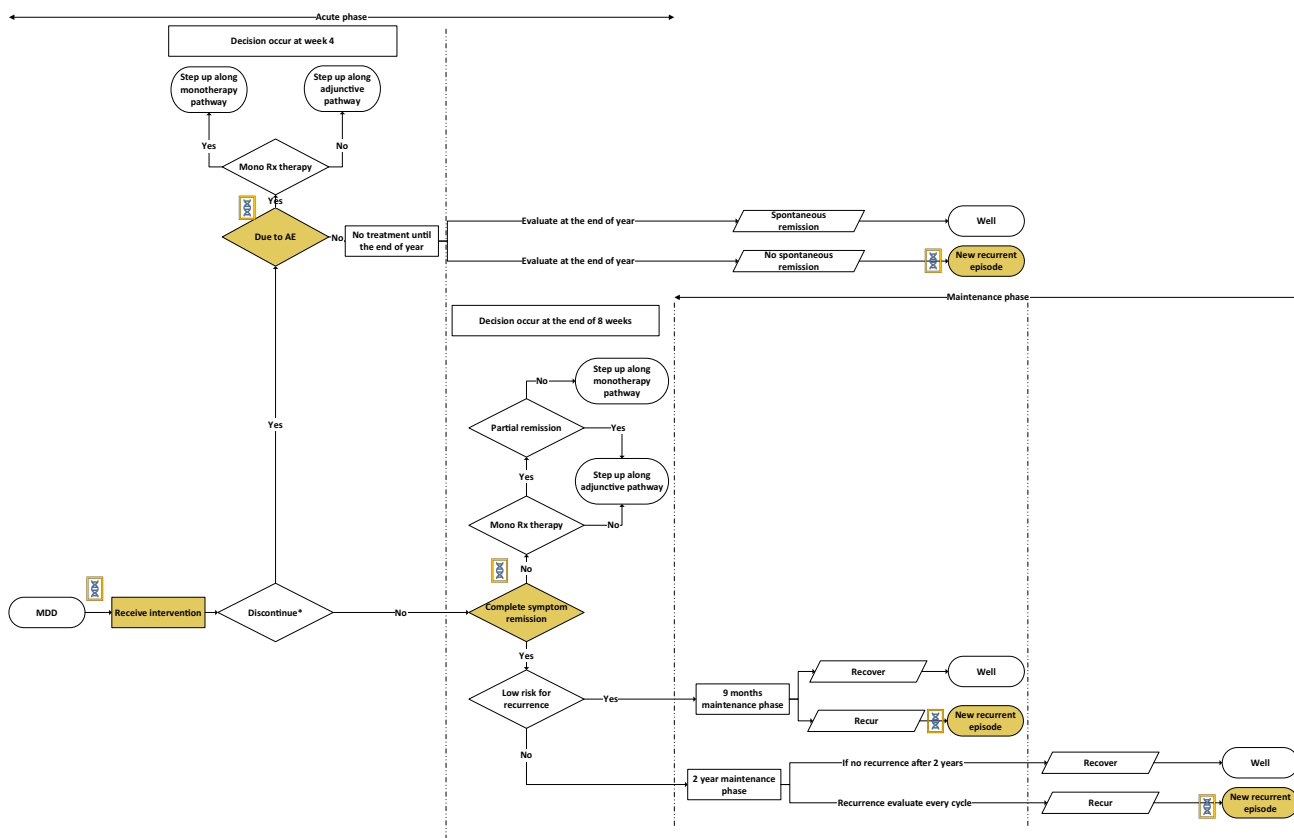 Acute phase
Decision occur at week 4
Step up along
monotherapy
pathway
Step up along
adjunctive
pathway
Yes
No
Mono Rx therapy
Yes
Due to AE
No
No treatment until
the end of year
Evaluate at the end of year
Spontaneous
remission
Well
Evaluate at the end of year
No spontaneous
remission
New recurrent
episode
Maintenance phase
Decision occur at the end of 8 weeks
Step up along
monotherapy
pathway
No
Partial remission
Yes
Yes
Step up along
adjunctive pathway
Yes
Mono Rx therapy
No
No
MDD
Receive intervention
Discontinue*
No
Complete symptom
remission
Yes
Low risk for
recurrence
Yes
9 months
maintenance phase
Recover
Well
Recur
New recurrent
episode
No
2 year maintenance
phase
If no recurrence after 2 years
Recover
Well
Recurrence evaluate every cycle
Recur
New recurrent
episode